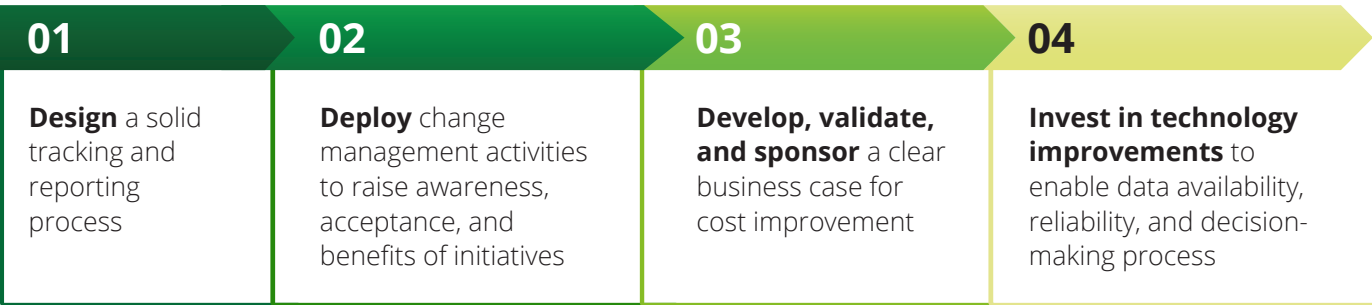 01
Design a solid
tracking and
reporting
process
02
Deploy change
management activities
to raise awareness,
acceptance, and
benefits of initiatives
03
Develop, validate,
and sponsor a clear
business case for
cost improvement
04
Invest in technology
improvements to
enable data availability,
reliability, and decision-
making process